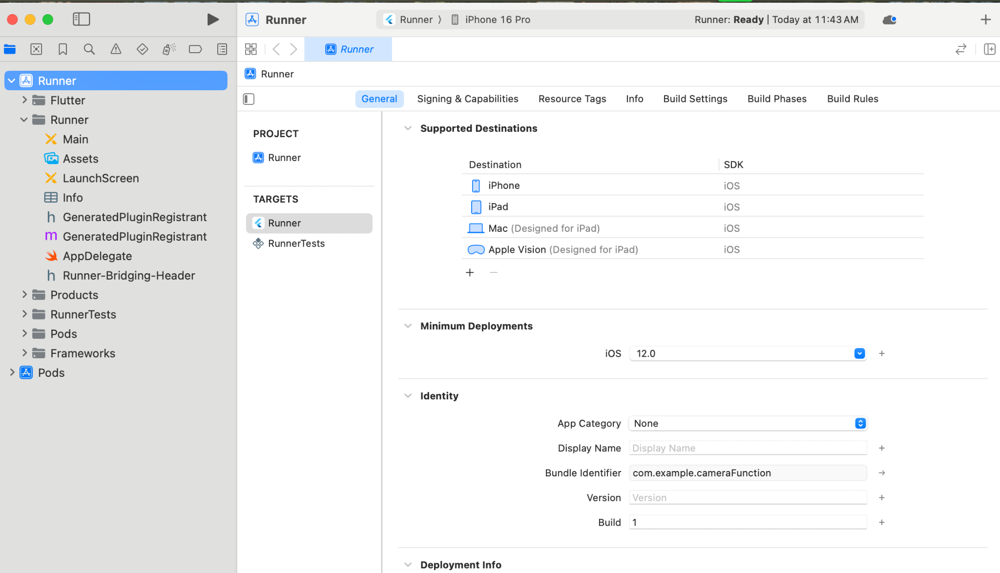 Runner
Runner 〉 iPhone 16 Pro
Runner: Ready | Today at 11:43 AM
Runner
Runner
General
Signing & Capabilities
Resource Tags
Info
Build Settings
Build Phases
Build Rules
Runner
Flutter
Runner
Main
Assets
LaunchScreen
Info
h GeneratedPluginRegistrant
m GeneratedPluginRegistrant
AppDelegate
h Runner-Bridging-Header
Products
RunnerTests
Pods
Frameworks
Pods
PROJECT
Runner
TARGETS
Runner
RunnerTests
Supported Destinations
Destination SDK
iPhone iOS
iPad iOS
Mac (Designed for iPad) iOS
Apple Vision (Designed for iPad) iOS
Minimum Deployments
iOS 12.0
Identity
App Category None
Display Name Display Name
Bundle Identifier com.example.cameraFunction
Version Version
Build 1
Deployment Info